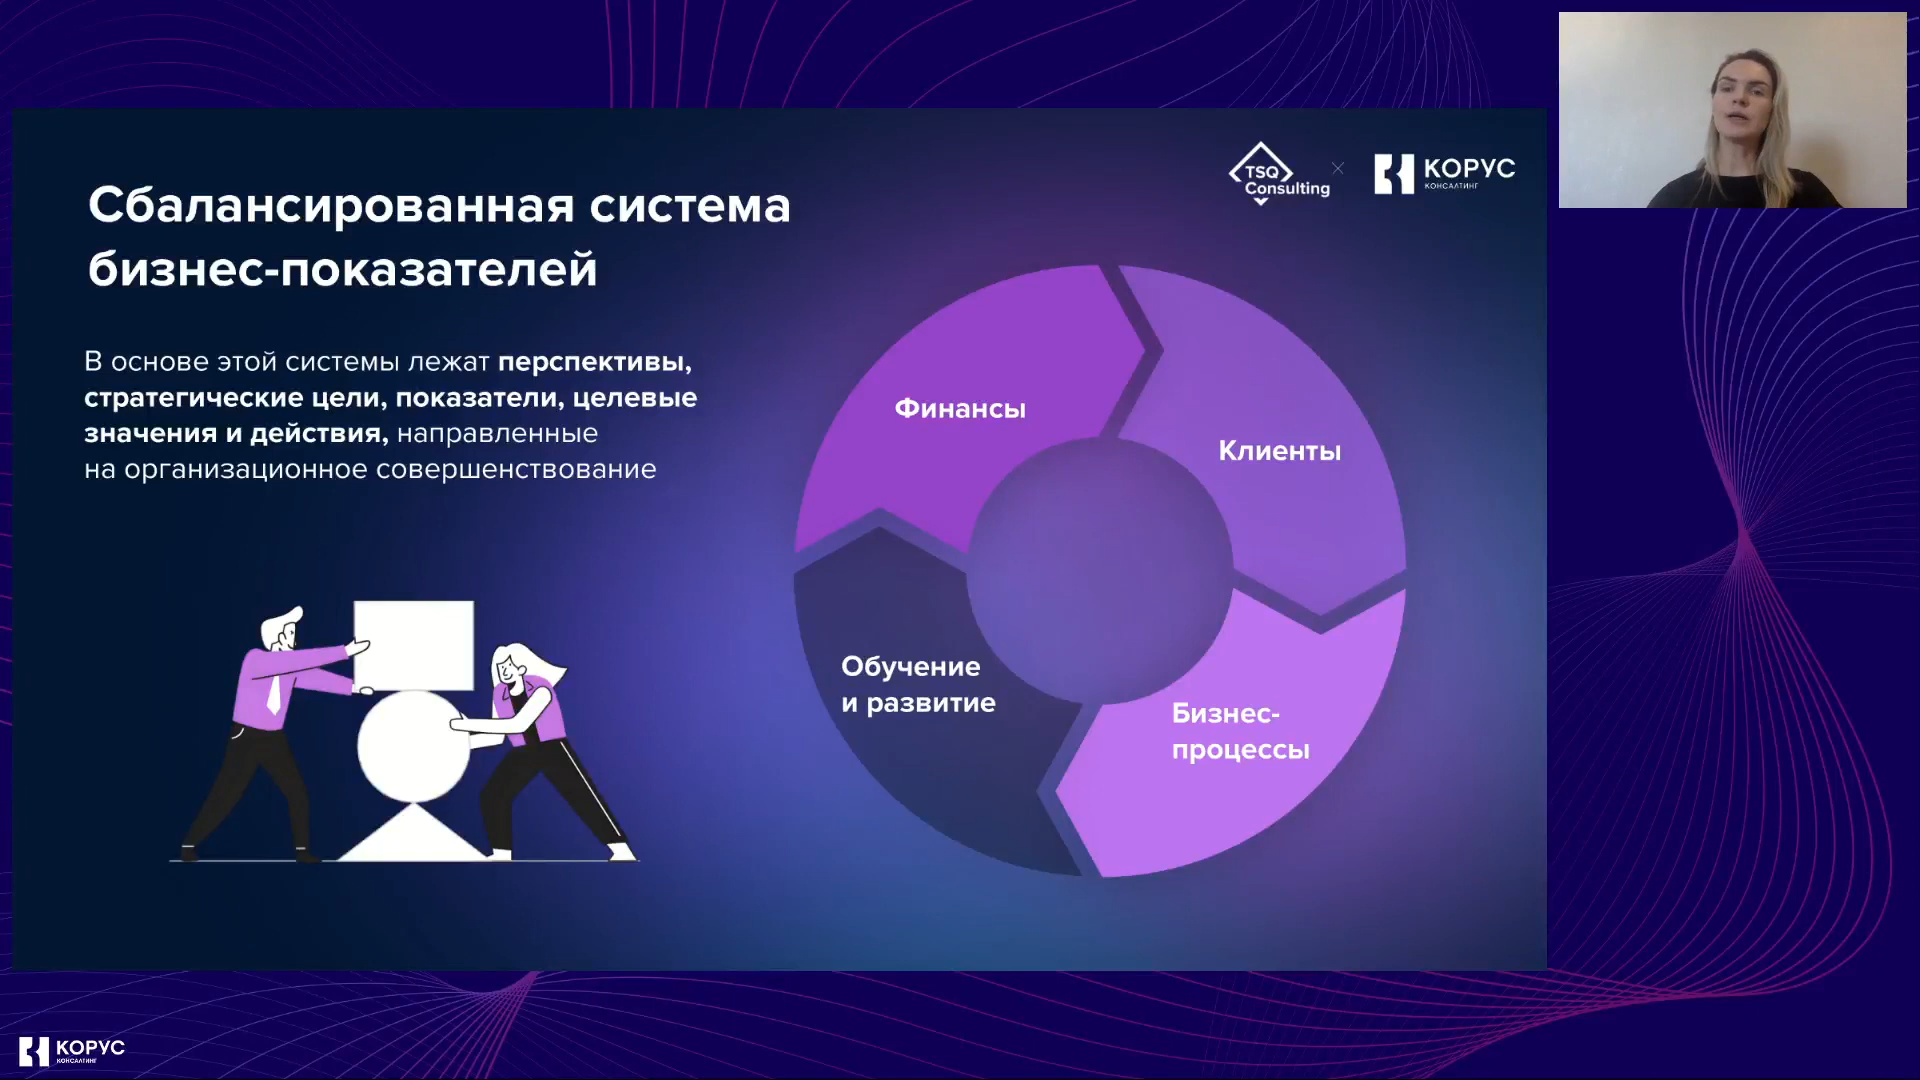 TSQ
Consulting
КОРУС
КОНСАЛТИНГ
Сбалансированная система
бизнес-показателей
В основе этой системы лежат перспективы,
стратегические цели, показатели, целевые
значения и действия, направленные
на организационное совершенствование
Финансы
Клиенты
Обучение
и развитие
Бизнес-
процессы
КОРУС
КОНСАЛТИНГ